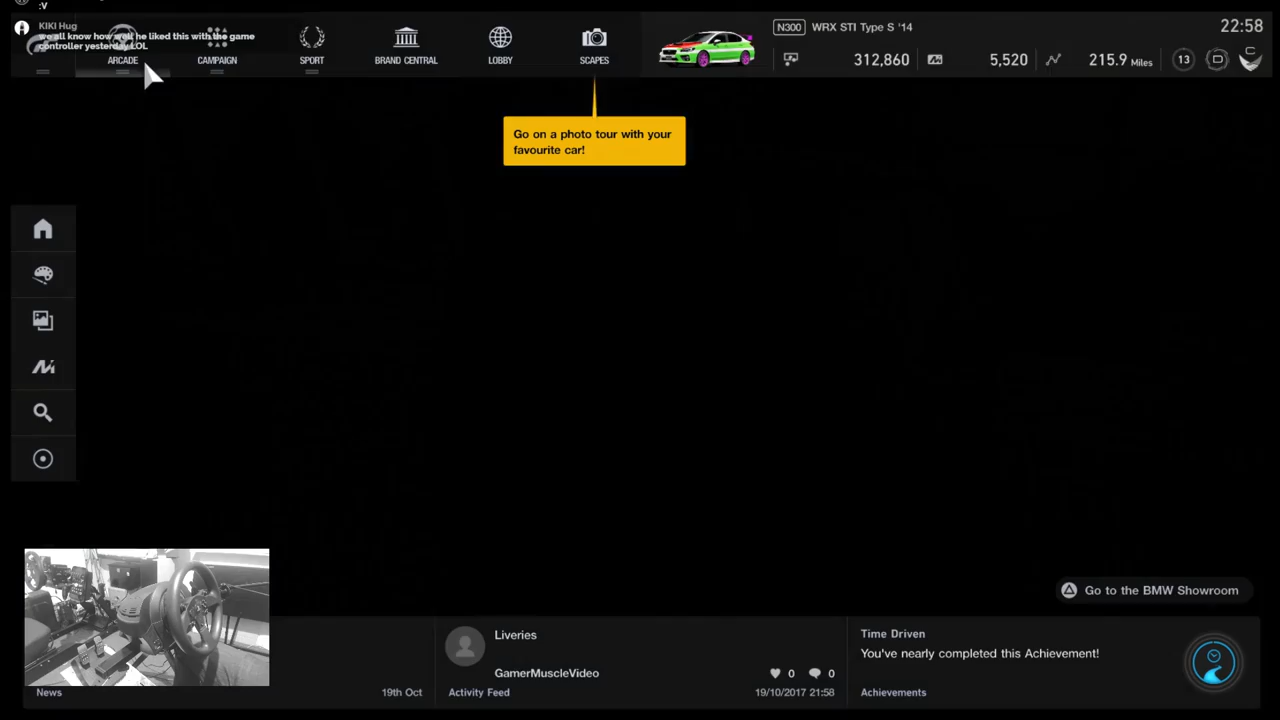 :V
KIKI Hug
we all know how well he liked this with the game
controller yesterday LOL
ARCADE
CAMPAIGN
SPORT
BRAND CENTRAL
LOBBY
SCAPES
N300 WRX STI Type S '14
22:58
312,860
5,520
215.9 Miles
13
D
C
Go on a photo tour with your
favourite car!
Go to the BMW Showroom
News
19th Oct
Liveries
GamerMuscleVideo
0
0
Activity Feed
19/10/2017 21:58
Time Driven
You've nearly completed this Achievement!
Achievements